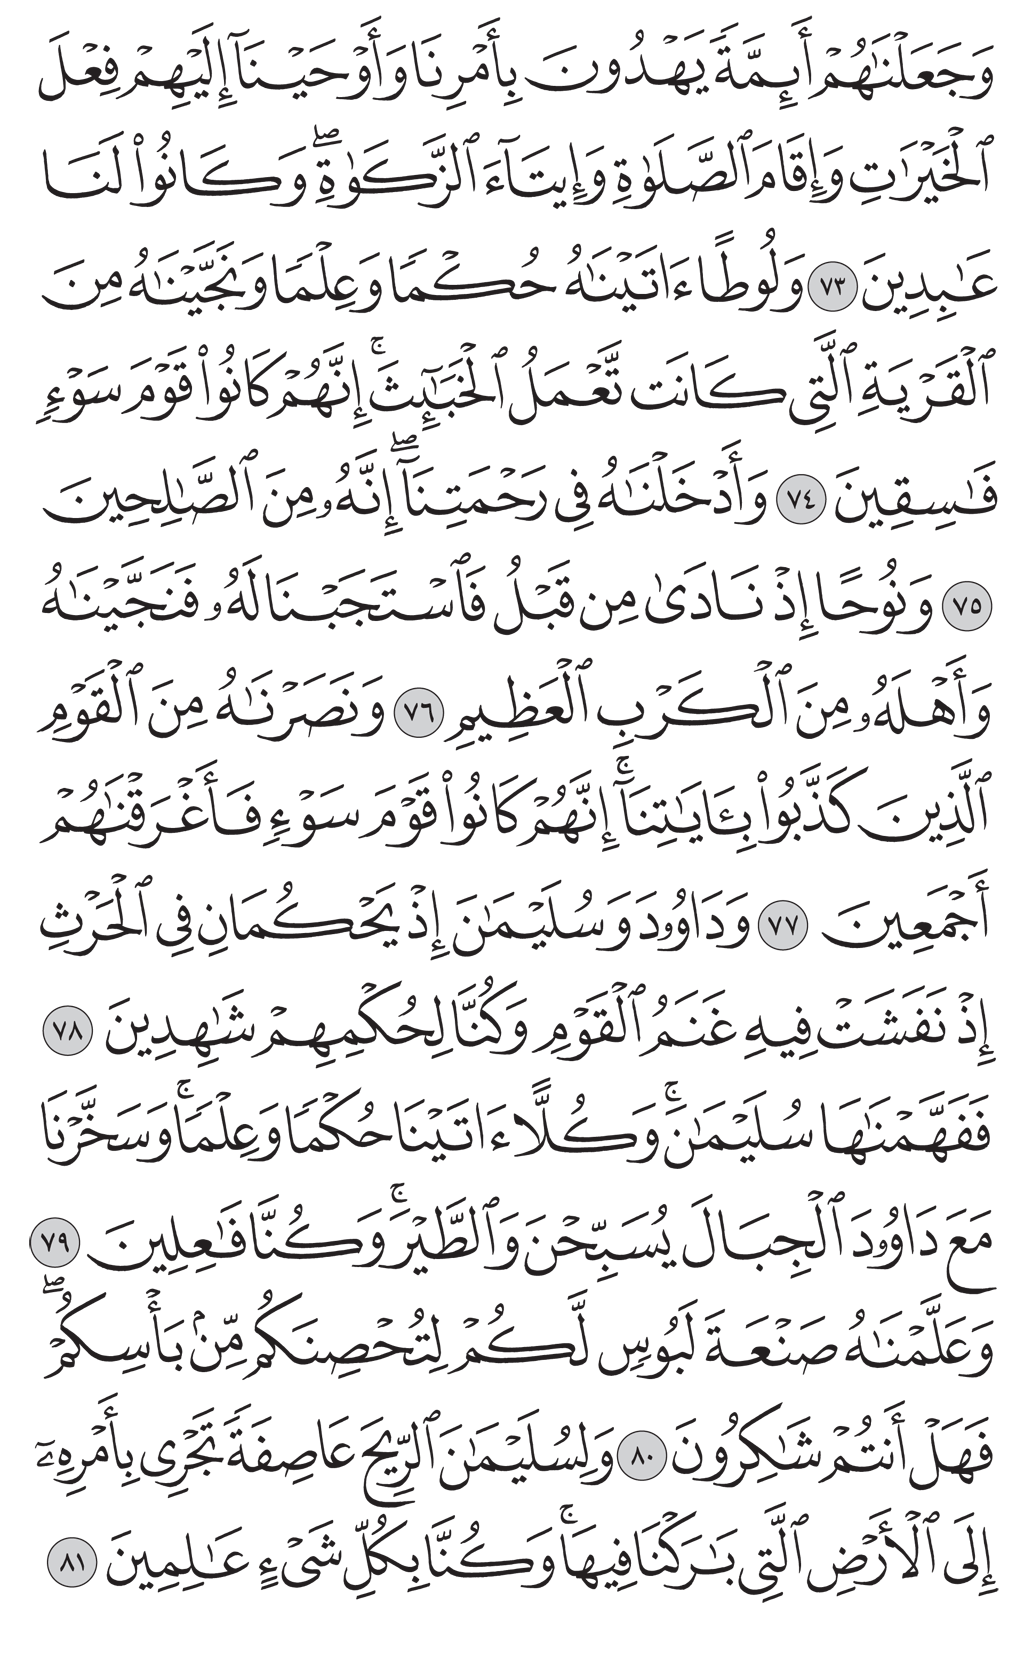 وَجَعَلْنَٰهُمْ أَئِمَّةً يَهْدُونَ بِأَمْرِنَا وَأَوْحَيْنَآ إِلَيْهِمْ فِعْلَ
ٱلْخَيْرَٰتِ وَإِقَامَ ٱلصَّلَوٰةِ وَإِيتَآءَ ٱلزَّكَوٰةِ ۖ وَكَانُوا۟ لَنَا
عَٰبِدِينَ ٧٣ وَلُوطًا ءَاتَيْنَٰهُ حُكْمًا وَعِلْمًا وَنَجَّيْنَٰهُ مِنَ
ٱلْقَرْيَةِ ٱلَّتِى كَانَت تَّعْمَلُ ٱلْخَبَٰٓئِثَ ۚ إِنَّهُمْ كَانُوا۟ قَوْمَ سَوْءٍ
فَٰسِقِينَ ٧٤ وَأَدْخَلْنَٰهُ فِى رَحْمَتِنَآ ۖ إِنَّهُۥ مِنَ ٱلصَّٰلِحِينَ
٧٥ وَنُوحًا إِذْ نَادَىٰ مِن قَبْلُ فَٱسْتَجَبْنَا لَهُۥ فَنَجَّيْنَٰهُ
وَأَهْلَهُۥ مِنَ ٱلْكَرْبِ ٱلْعَظِيمِ ٧٦ وَنَصَرْنَٰهُ مِنَ ٱلْقَوْمِ
ٱلَّذِينَ كَذَّبُوا۟ بِـَٔايَٰتِنَآ ۚ إِنَّهُمْ كَانُوا۟ قَوْمَ سَوْءٍ فَأَغْرَقْنَٰهُمْ
أَجْمَعِينَ ٧٧ وَدَاوُۥدَ وَسُلَيْمَٰنَ إِذْ يَحْكُمَانِ فِى ٱلْحَرْثِ
إِذْ نَفَشَتْ فِيهِ غَنَمُ ٱلْقَوْمِ وَكُنَّا لِحُكْمِهِمْ شَٰهِدِينَ ٧٨
فَفَهَّمْنَٰهَا سُلَيْمَٰنَ ۚ وَكُلًّا ءَاتَيْنَا حُكْمًا وَعِلْمًا ۚ وَسَخَّرْنَا
مَعَ دَاوُۥدَ ٱلْجِبَالَ يُسَبِّحْنَ وَٱلطَّيْرَ ۚ وَكُنَّا فَٰعِلِينَ ٧٩
وَعَلَّمْنَٰهُ صَنْعَةَ لَبُوسٍ لَّكُمْ لِتُحْصِنَكُم مِّنۢ بَأْسِكُمْ ۖ
فَهَلْ أَنتُمْ شَٰكِرُونَ ٨٠ وَلِسُلَيْمَٰنَ ٱلرِّيحَ عَاصِفَةً تَجْرِى بِأَمْرِهِۦٓ
إِلَى ٱلْأَرْضِ ٱلَّتِى بَٰرَكْنَا فِيهَا ۚ وَكُنَّا بِكُلِّ شَىْءٍ عَٰلِمِينَ ٨١